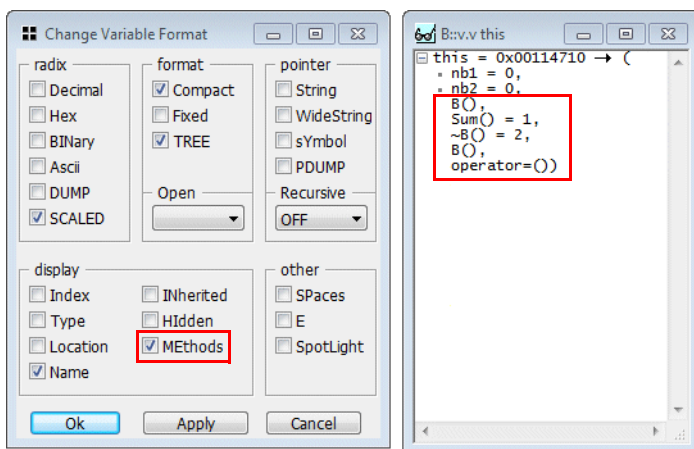 Change Variable Format
radix
Decimal
Hex
BINary
Ascii
DUMP
SCALED
format
Compact
Fixed
TREE
Open
pointer
String
WideString
sYmbol
PDUMP
Recursive
OFF
display
Index
Type
Location
Name
INherited
HIdden
MEthods
other
SPaces
E
SpotLight
Ok
Apply
Cancel
B::v.v this
this = 0x00114710 → (
nb1 = 0,
nb2 = 0,
B(),
Sum() = 1,
~B() = 2,
B(),
operator=())